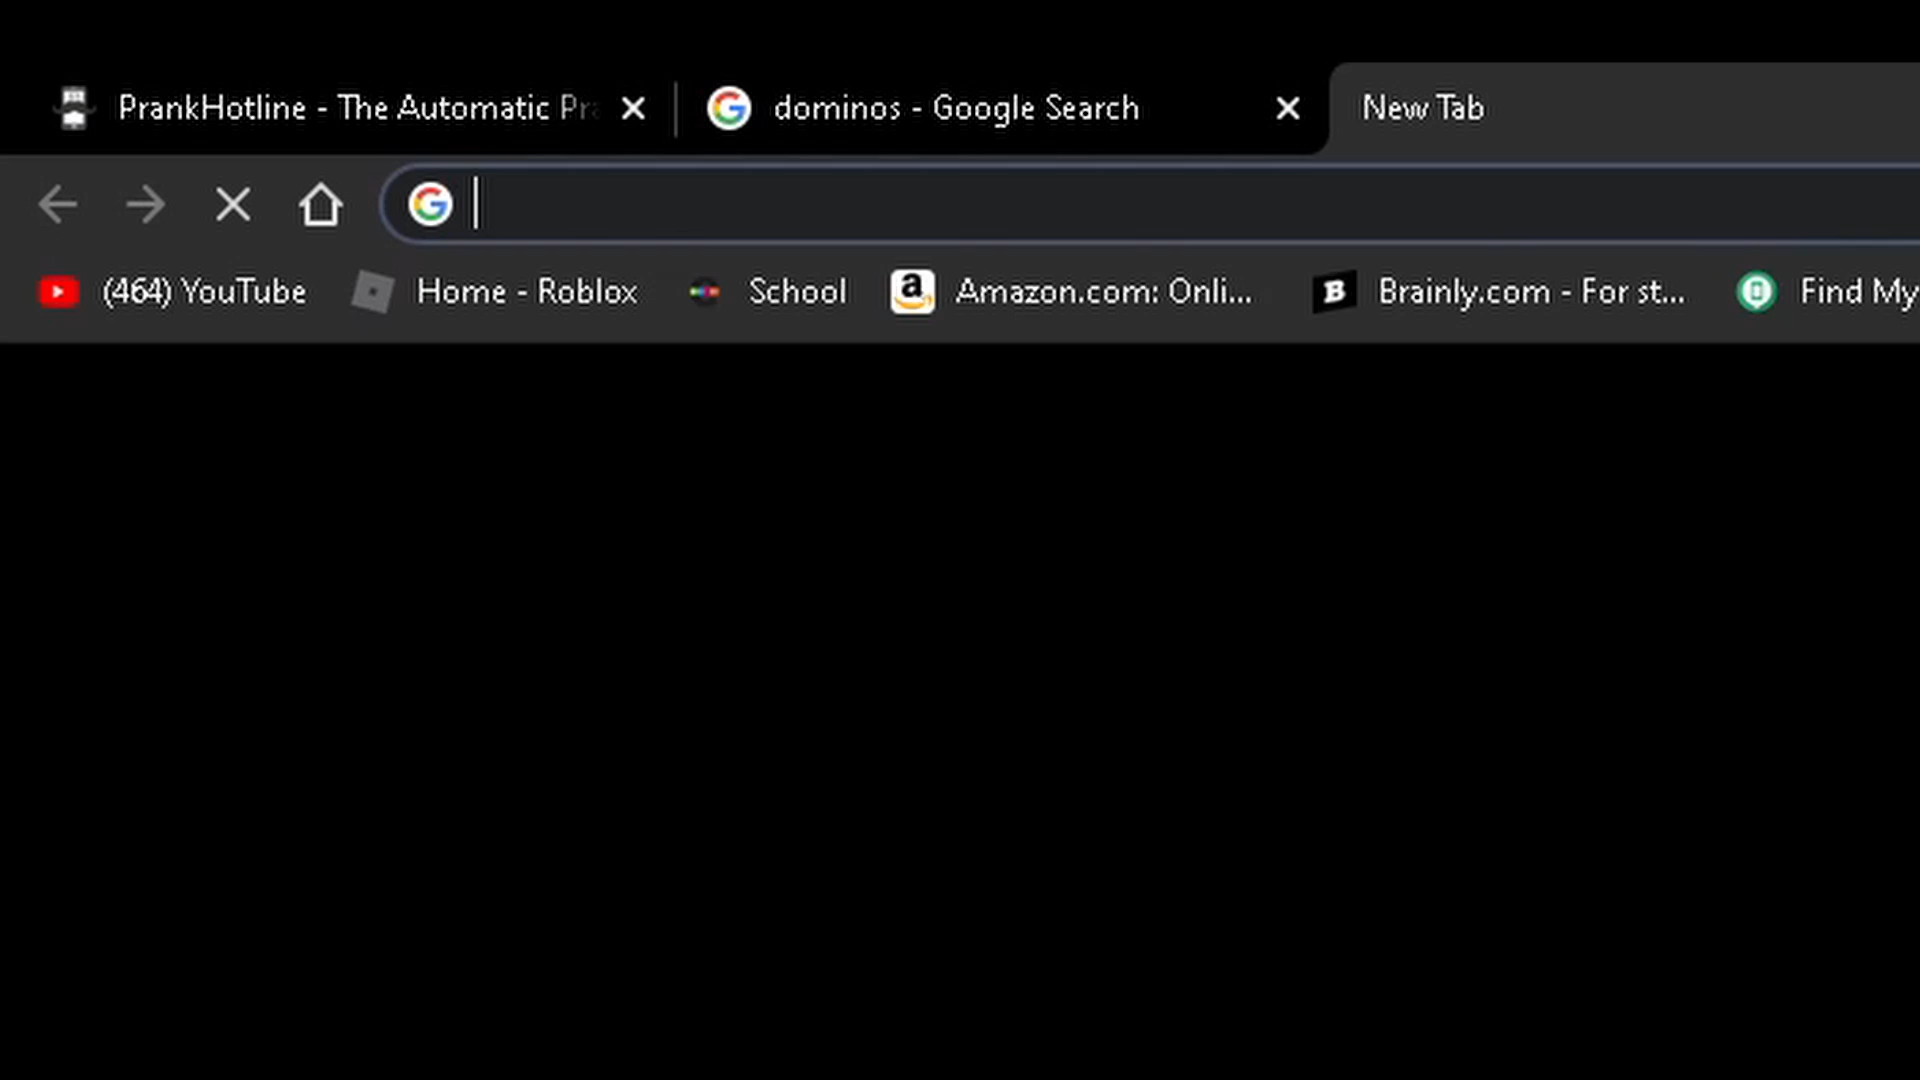 PrankHotline - The Automatic Pra
dominos - Google Search
New Tab
(464) YouTube
Home - Roblox
School
Amazon.com: Onli...
Brainly.com - For st...
Find My